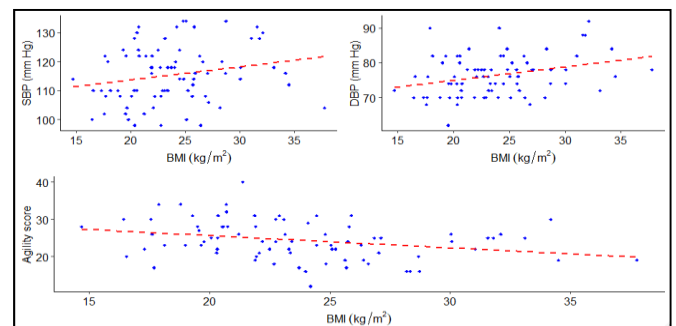 SBP (mm Hg)
130
120
110
100
15 20 25 30 35
BMI (kg/m²)
DBP (mm Hg)
90
80
70
15 20 25 30 35
BMI (kg/m²)
Agility score
40
30
20
15 20 25 30 35
BMI (kg/m²)